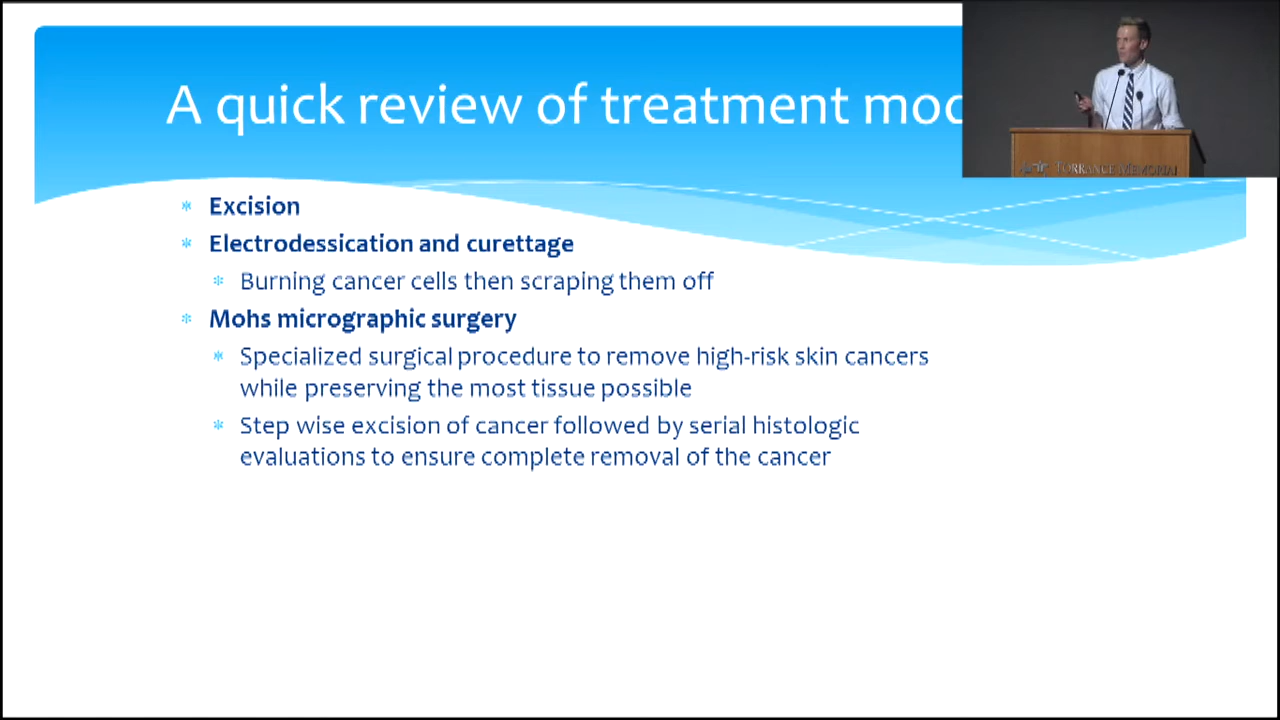 A quick review of treatment
Excision
Electrodessication and curettage
Burning cancer cells then scraping them off
Mohs micrographic surgery
Specialized surgical procedure to remove high-risk skin cancers
while preserving the most tissue possible
Step wise excision of cancer followed by serial histologic
evaluations to ensure complete removal of the cancer
TORRANCE MEMORIAL